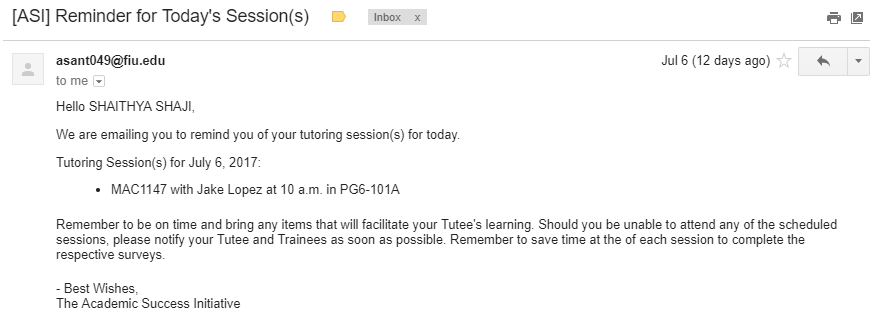 [ASI] Reminder for Today's Session(s)
Inbox x
asant049@fiu.edu
Jul 6 (12 days ago)
to me
Hello SHAITHYA SHAJI,
We are emailing you to remind you of your tutoring session(s) for today.
Tutoring Session(s) for July 6, 2017:
• MAC1147 with Jake Lopez at 10 a.m. in PG6-101A
Remember to be on time and bring any items that will facilitate your Tutee's learning. Should you be unable to attend any of the scheduled
sessions, please notify your Tutee and Trainees as soon as possible. Remember to save time at the of each session to complete the
respective surveys.
- Best Wishes,
The Academic Success Initiative